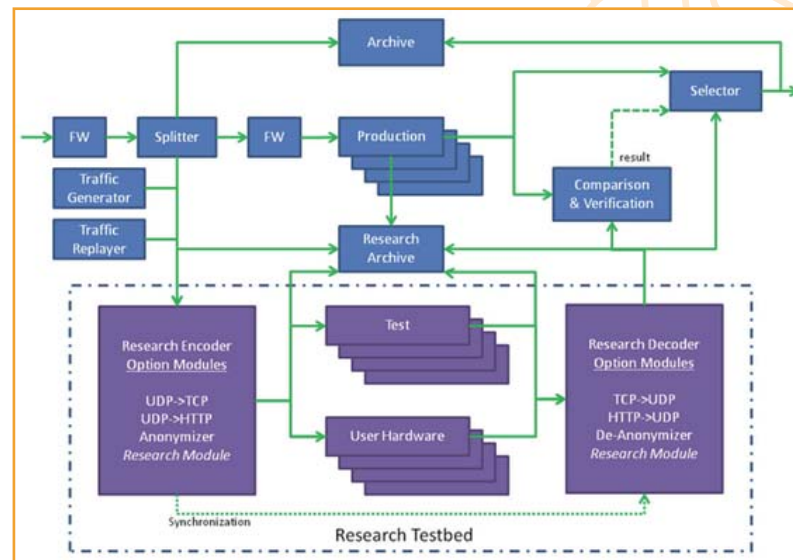 Archive
Selector
FW
Splitter
FW
Production
result
Traffic
Generator
Comparison
& Verification
Traffic
Replayer
Research
Archive
Research Encoder
Option Modules
UDP->TCP
UDP->HTTP
Anonymizer
Research Module
Test
User Hardware
Research Decoder
Option Modules
TCP->UDP
HTTP->UDP
De-Anonymizer
Research Module
Synchronization
Research Testbed